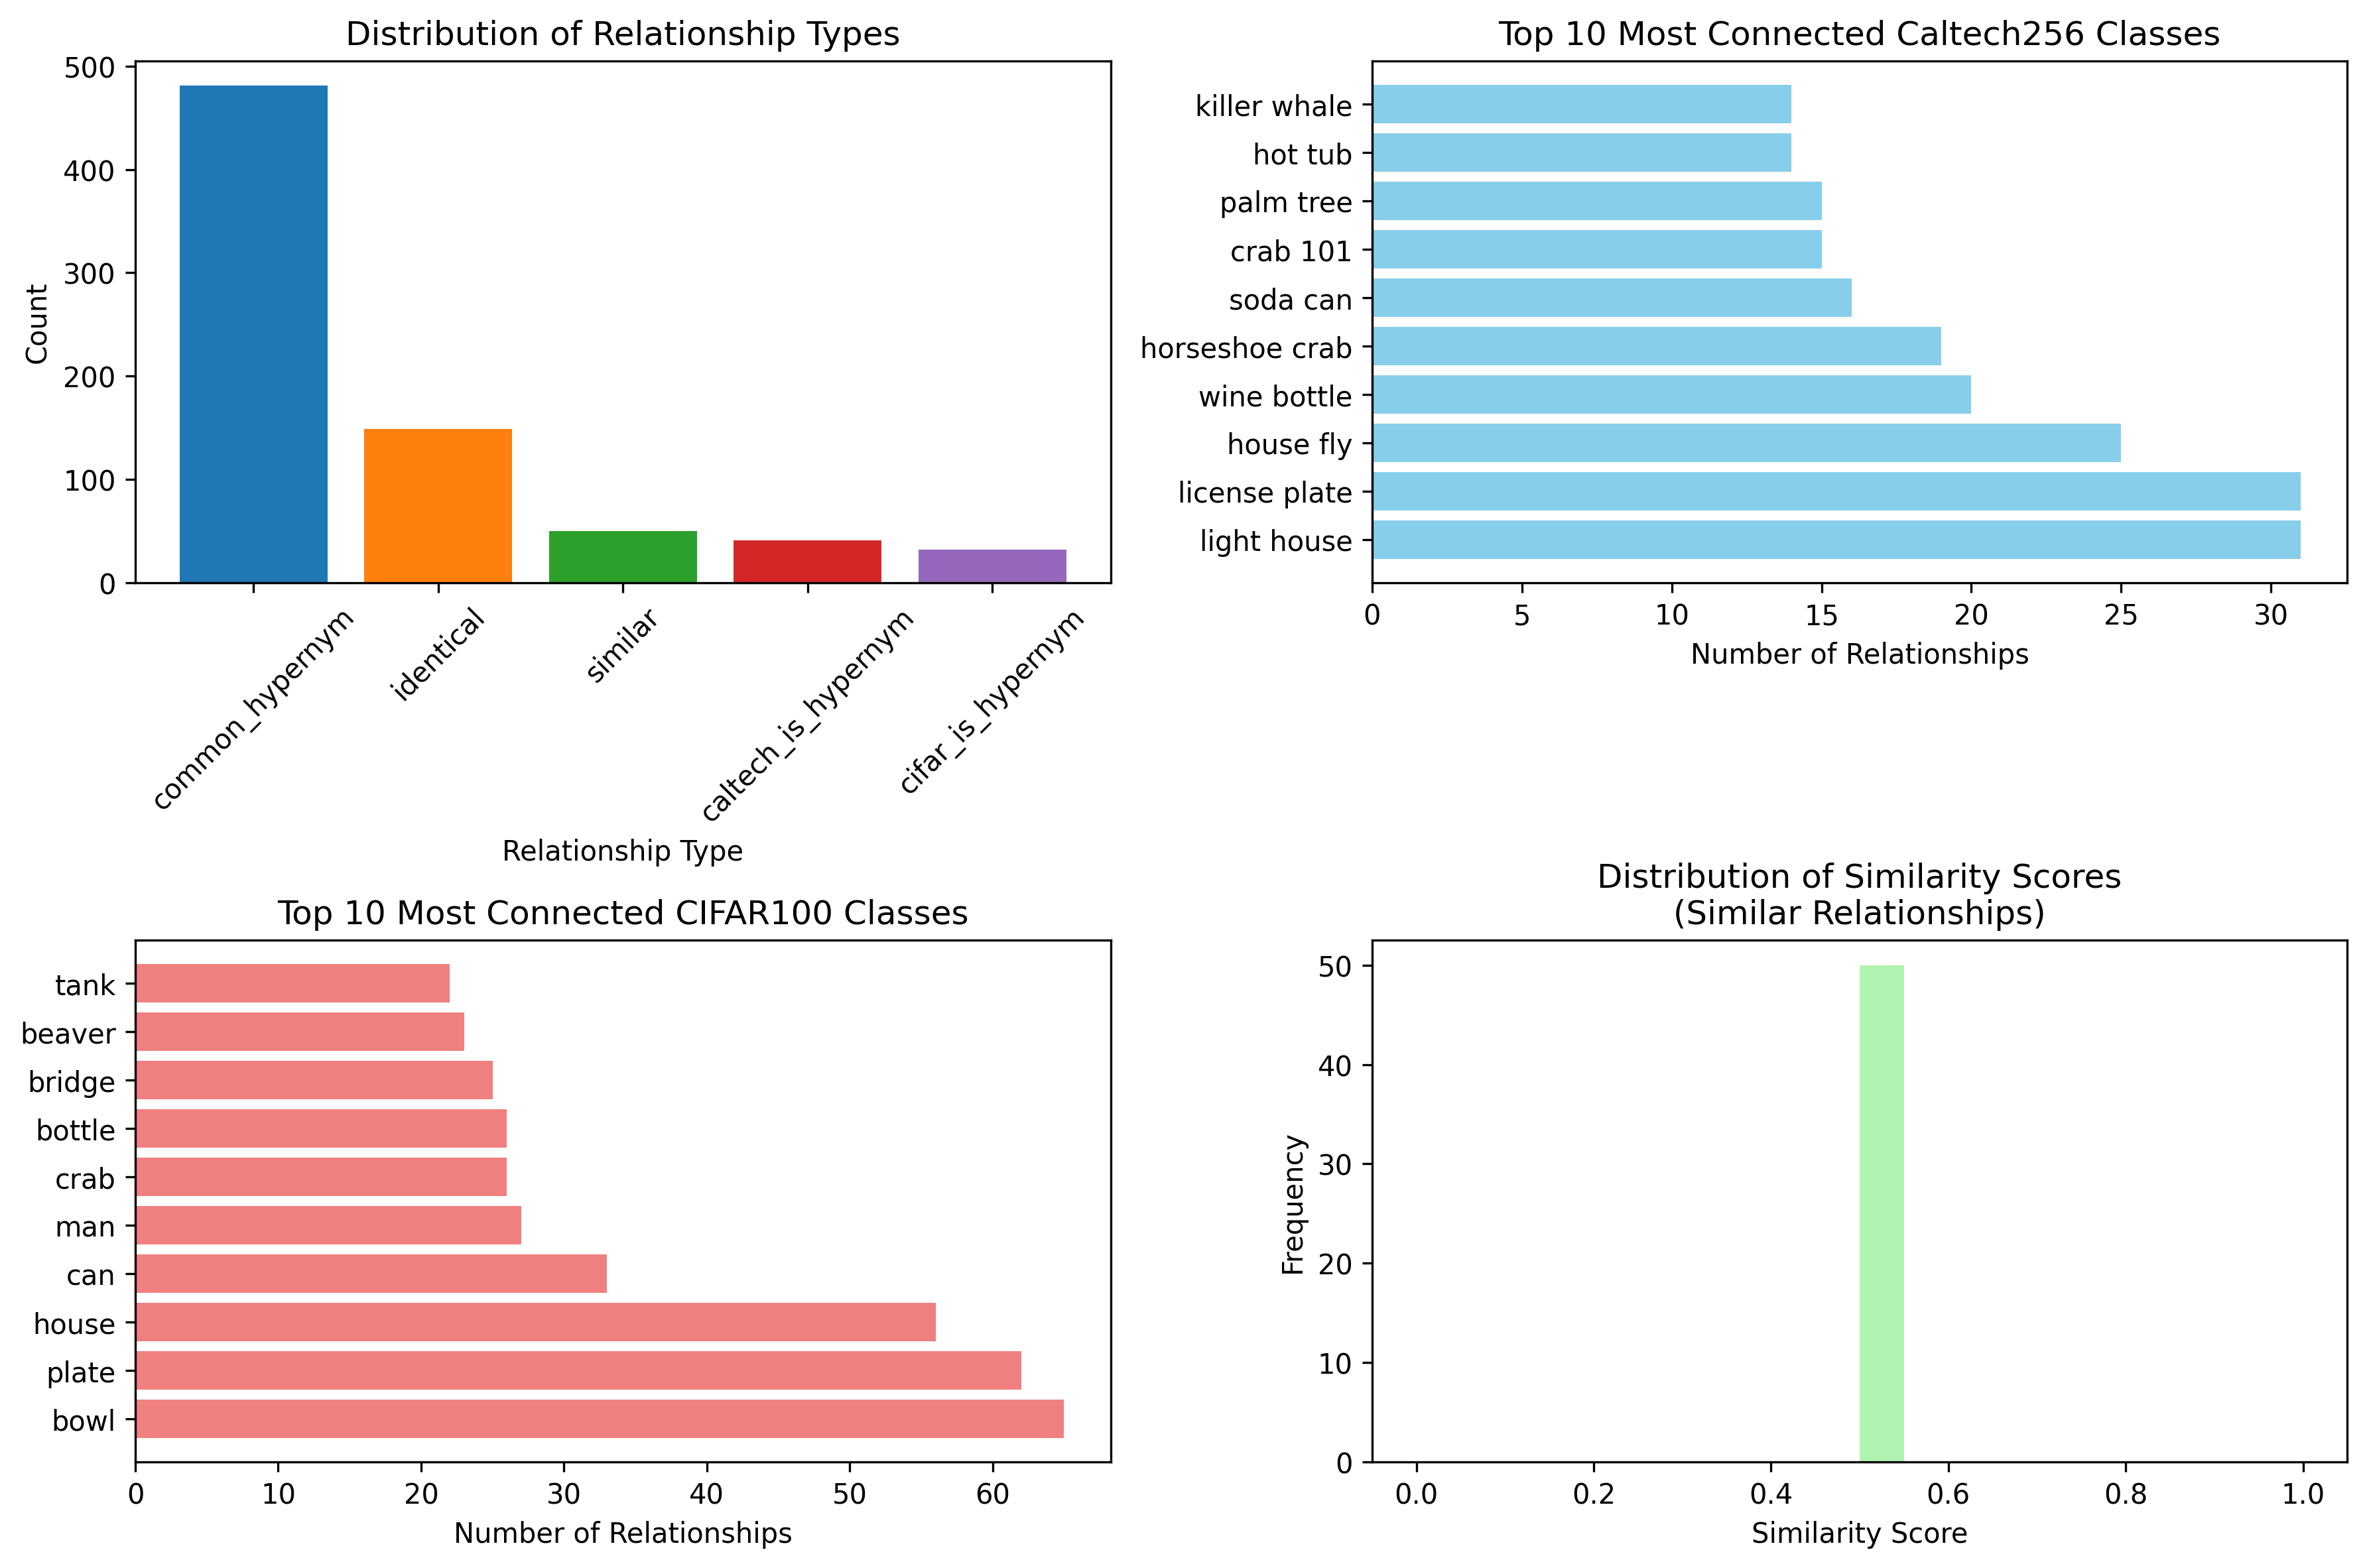 Distribution of Relationship Types
Count
500
400
300
200
100
0
common_hypernym
identical
similar
caltech_is_hypernym
cifar_is_hypernym
Relationship Type
Top 10 Most Connected Caltech256 Classes
killer whale
hot tub
palm tree
crab 101
soda can
horseshoe crab
wine bottle
house fly
license plate
light house
0 5 10 15 20 25 30
Number of Relationships
Top 10 Most Connected CIFAR100 Classes
tank
beaver
bridge
bottle
crab
man
can
house
plate
bowl
0 10 20 30 40 50 60
Number of Relationships
Distribution of Similarity Scores
(Similar Relationships)
Frequency
50
40
30
20
10
0
0.0 0.2 0.4 0.6 0.8 1.0
Similarity Score